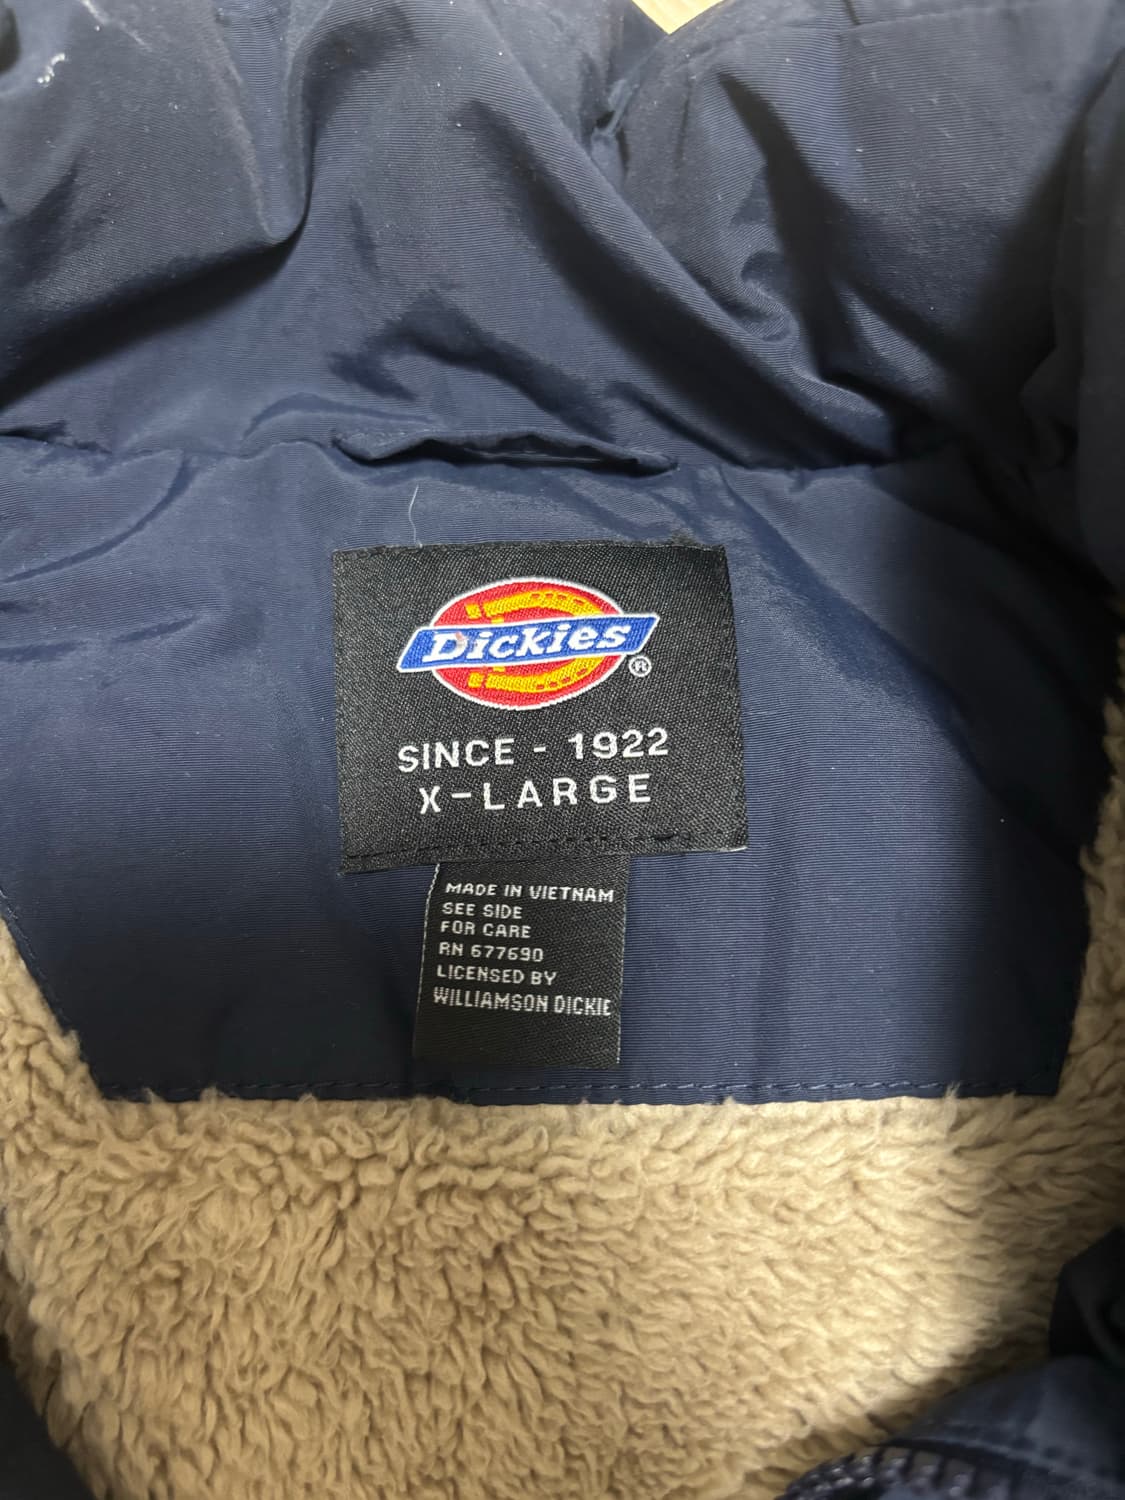 Dickies®
SINCE - 1922
X-LARGE
MADE IN VIETNAM
SEE SIDE
FOR CARE
RN 677690
LICENSED BY
WILLIAMSON DICKIE